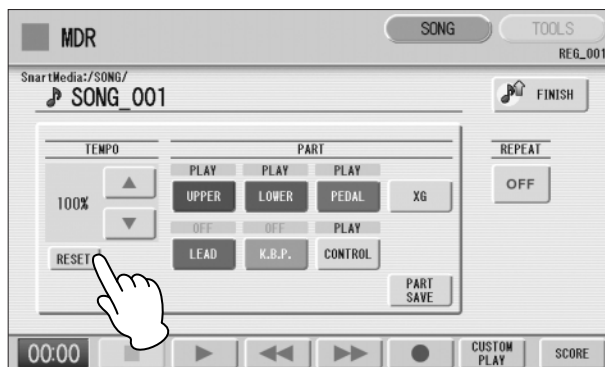 MDR
SONG
TOOLS
REG_001
SmartMedia:/SONG/
SONG_001
FINISH
TEMPO
PART
REPEAT
PLAY PLAY PLAY
100%
UPPER LOWER PEDAL XG
OFF
OFF OFF PLAY
RESET
LEAD K.B.P. CONTROL
PART
SAVE
00:00
CUSTOM
PLAY
SCORE